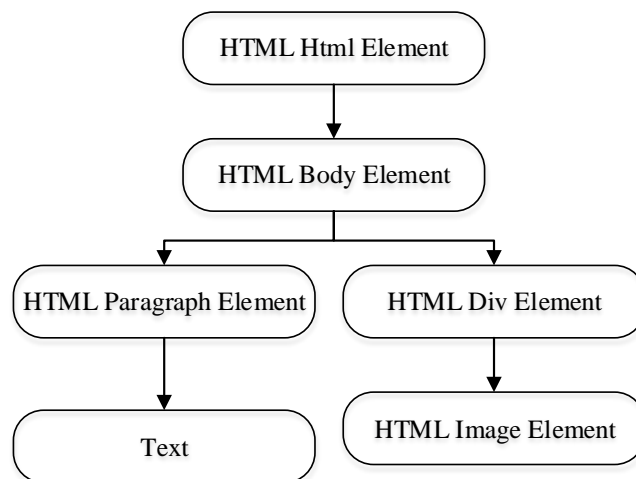 HTML Html Element
HTML Body Element
HTML Paragraph Element
HTML Div Element
Text
HTML Image Element